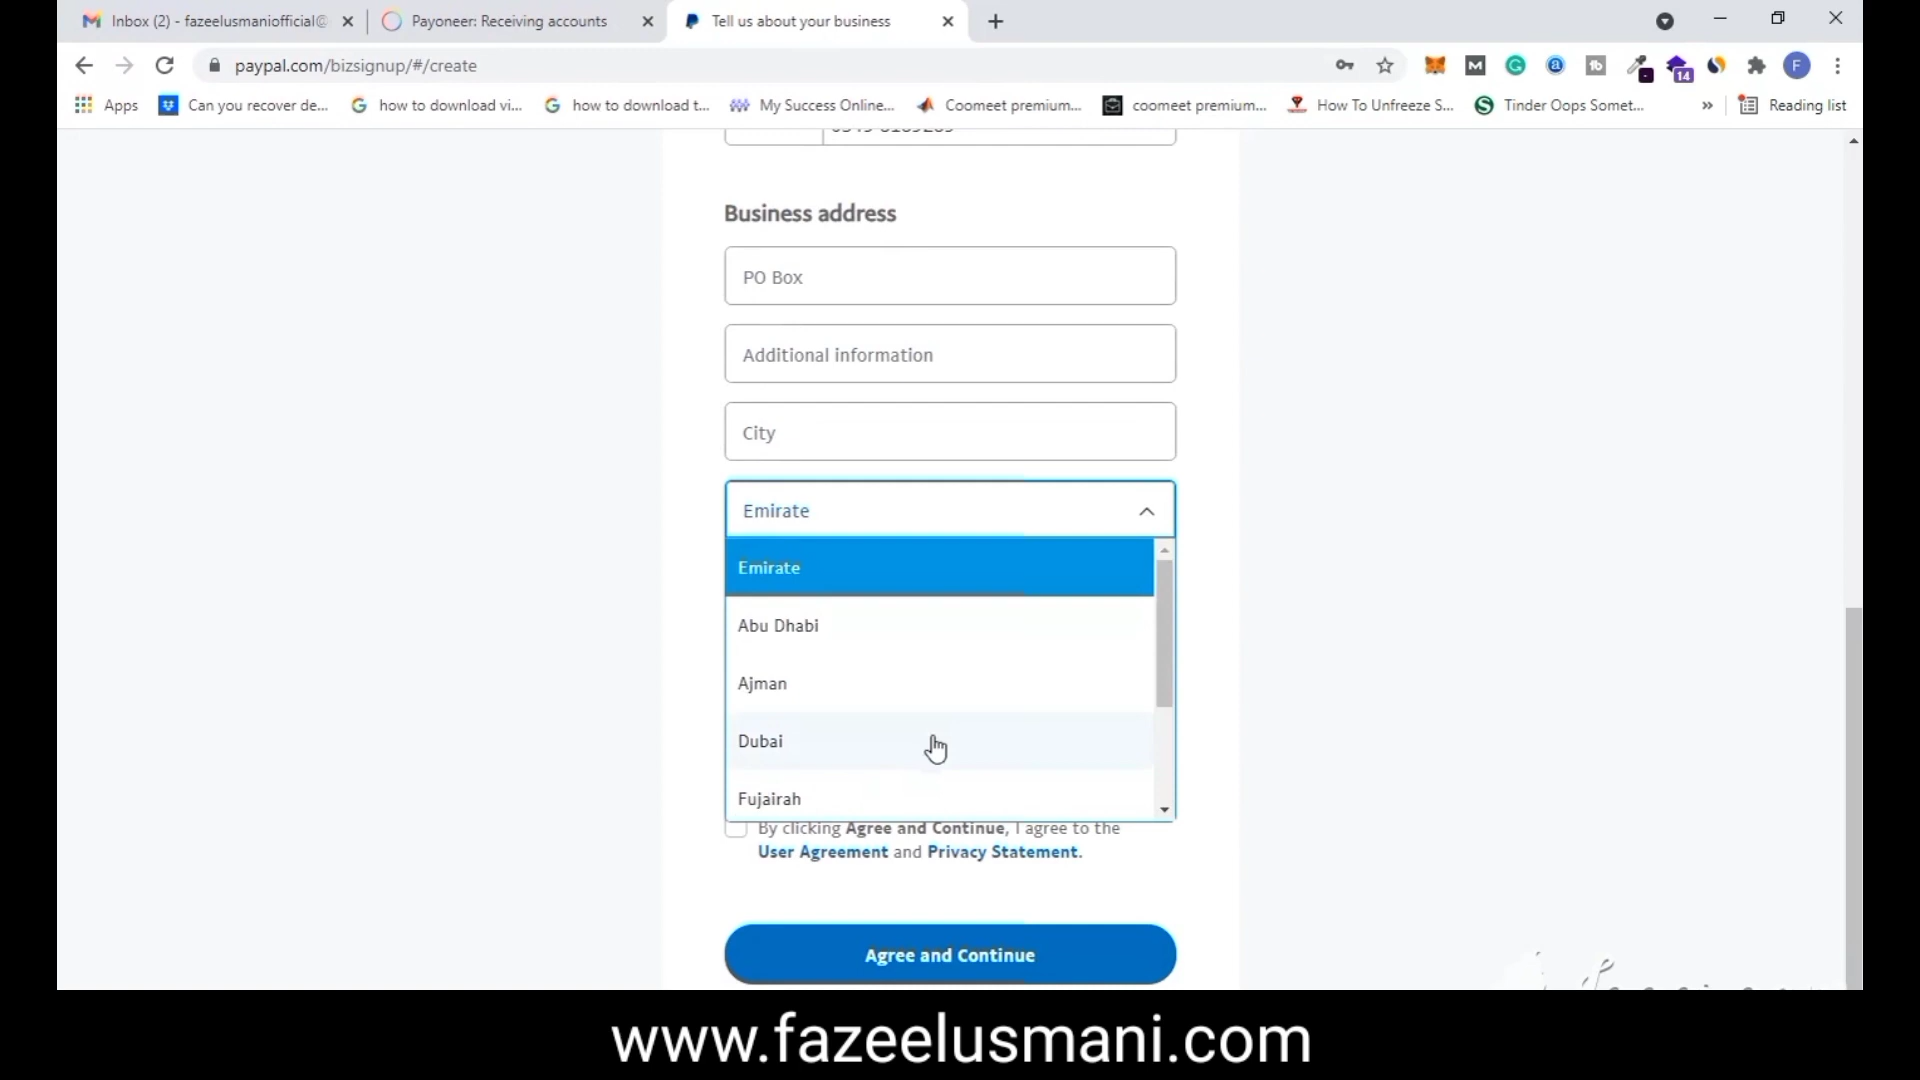 Inbox (2) - fazeelusmaniofficial@
Payoneer: Receiving accounts
Tell us about your business
paypal.com/bizsignup/#/create
14
F
Apps
Can you recover de...
how to download vi...
how to download t...
My Success Online...
Coomeet premium...
coomeet premium...
How To Unfreeze S...
Tinder Oops Somet...
»
Reading list
Business address
PO Box
Additional information
City
Emirate
Emirate
Abu Dhabi
Ajman
Dubai
Fujairah
By clicking Agree and Continue, I agree to the
User Agreement and Privacy Statement.
Agree and Continue
www.fazeelusmani.com